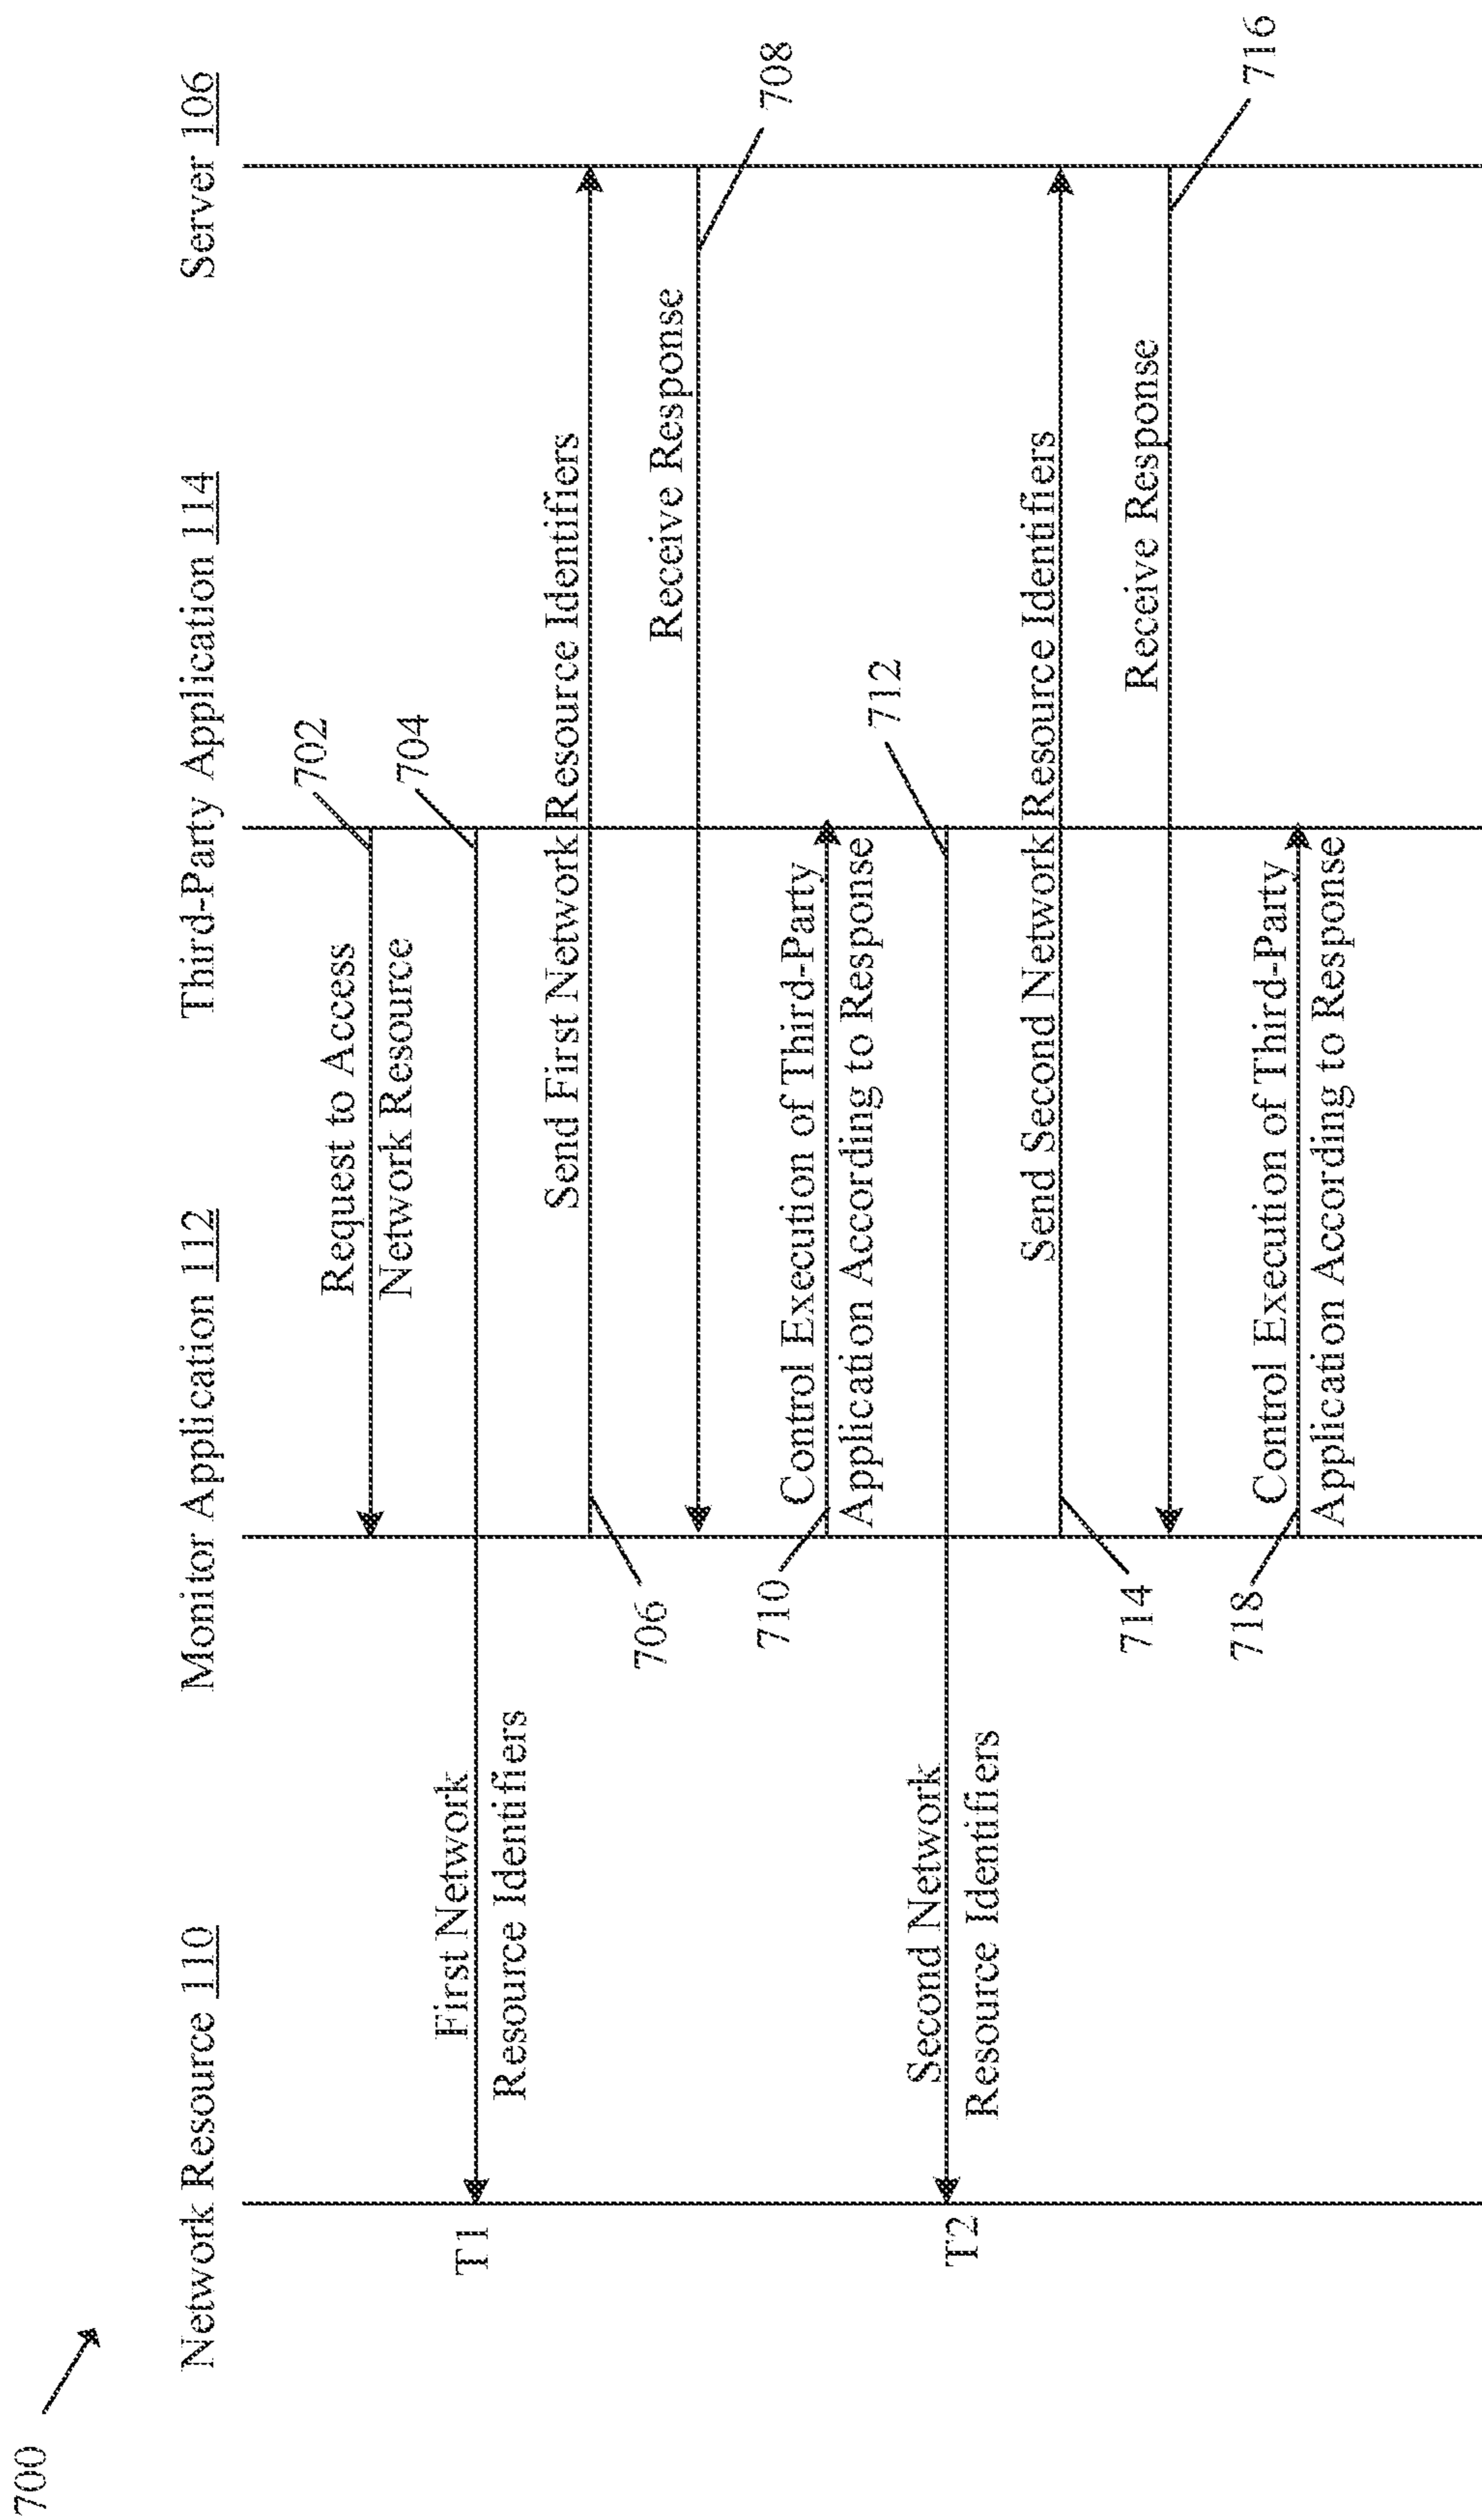 700
Network Resource 110
Monitor Application 112
Third-Party Application 114
Server 106
702
Request to Access
Network Resource
704
T1
First Network
Resource Identifiers
Send First Network Resource Identifiers
706
Receive Response
708
710
Control Execution of Third-Party
Application According to Response
712
T2
Second Network
Resource Identifiers
Send Second Network Resource Identifiers
714
Receive Response
716
718
Control Execution of Third-Party
Application According to Response